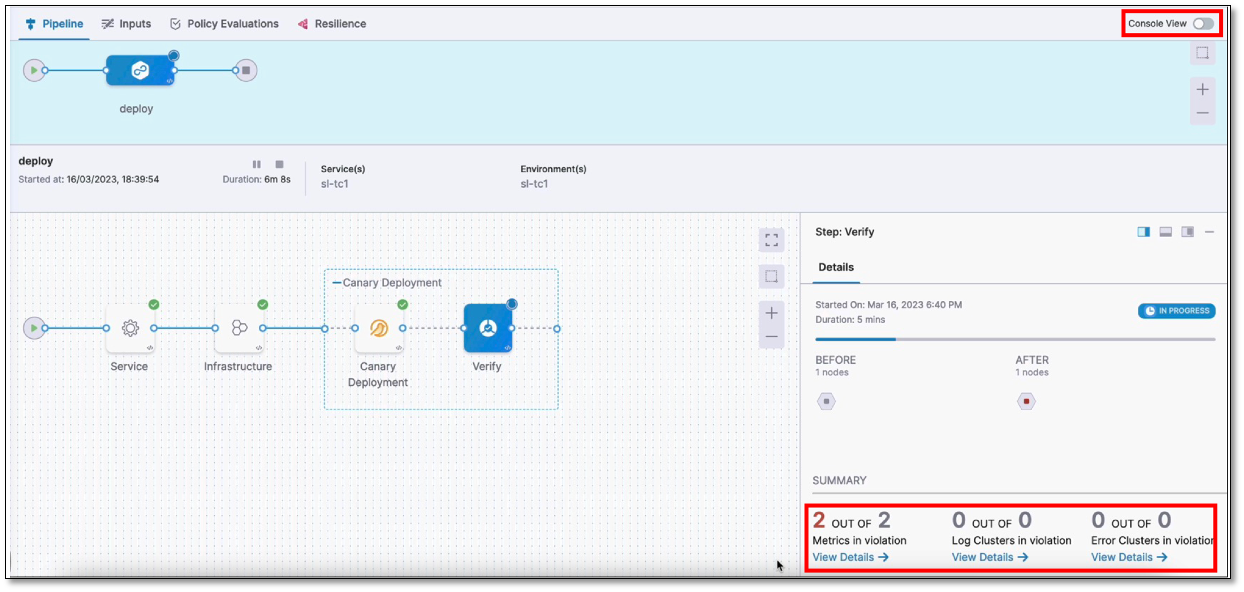 Pipeline Inputs Policy Evaluations Resilience Console View
deploy
deploy
Started at: 16/03/2023, 18:39:54
Duration: 6m 8s
Service(s)
sl-tc1
Environment(s)
sl-tc1
Canary Deployment
Service
Infrastructure
Canary
Deployment
Verify
Step: Verify
Details
Started On: Mar 16, 2023 6:40 PM
Duration: 5 mins
IN PROGRESS
BEFORE
1 nodes
AFTER
1 nodes
SUMMARY
2 OUT OF 2
Metrics in violation
View Details →
0 OUT OF 0
Log Clusters in violation
View Details →
0 OUT OF 0
Error Clusters in violation
View Details →